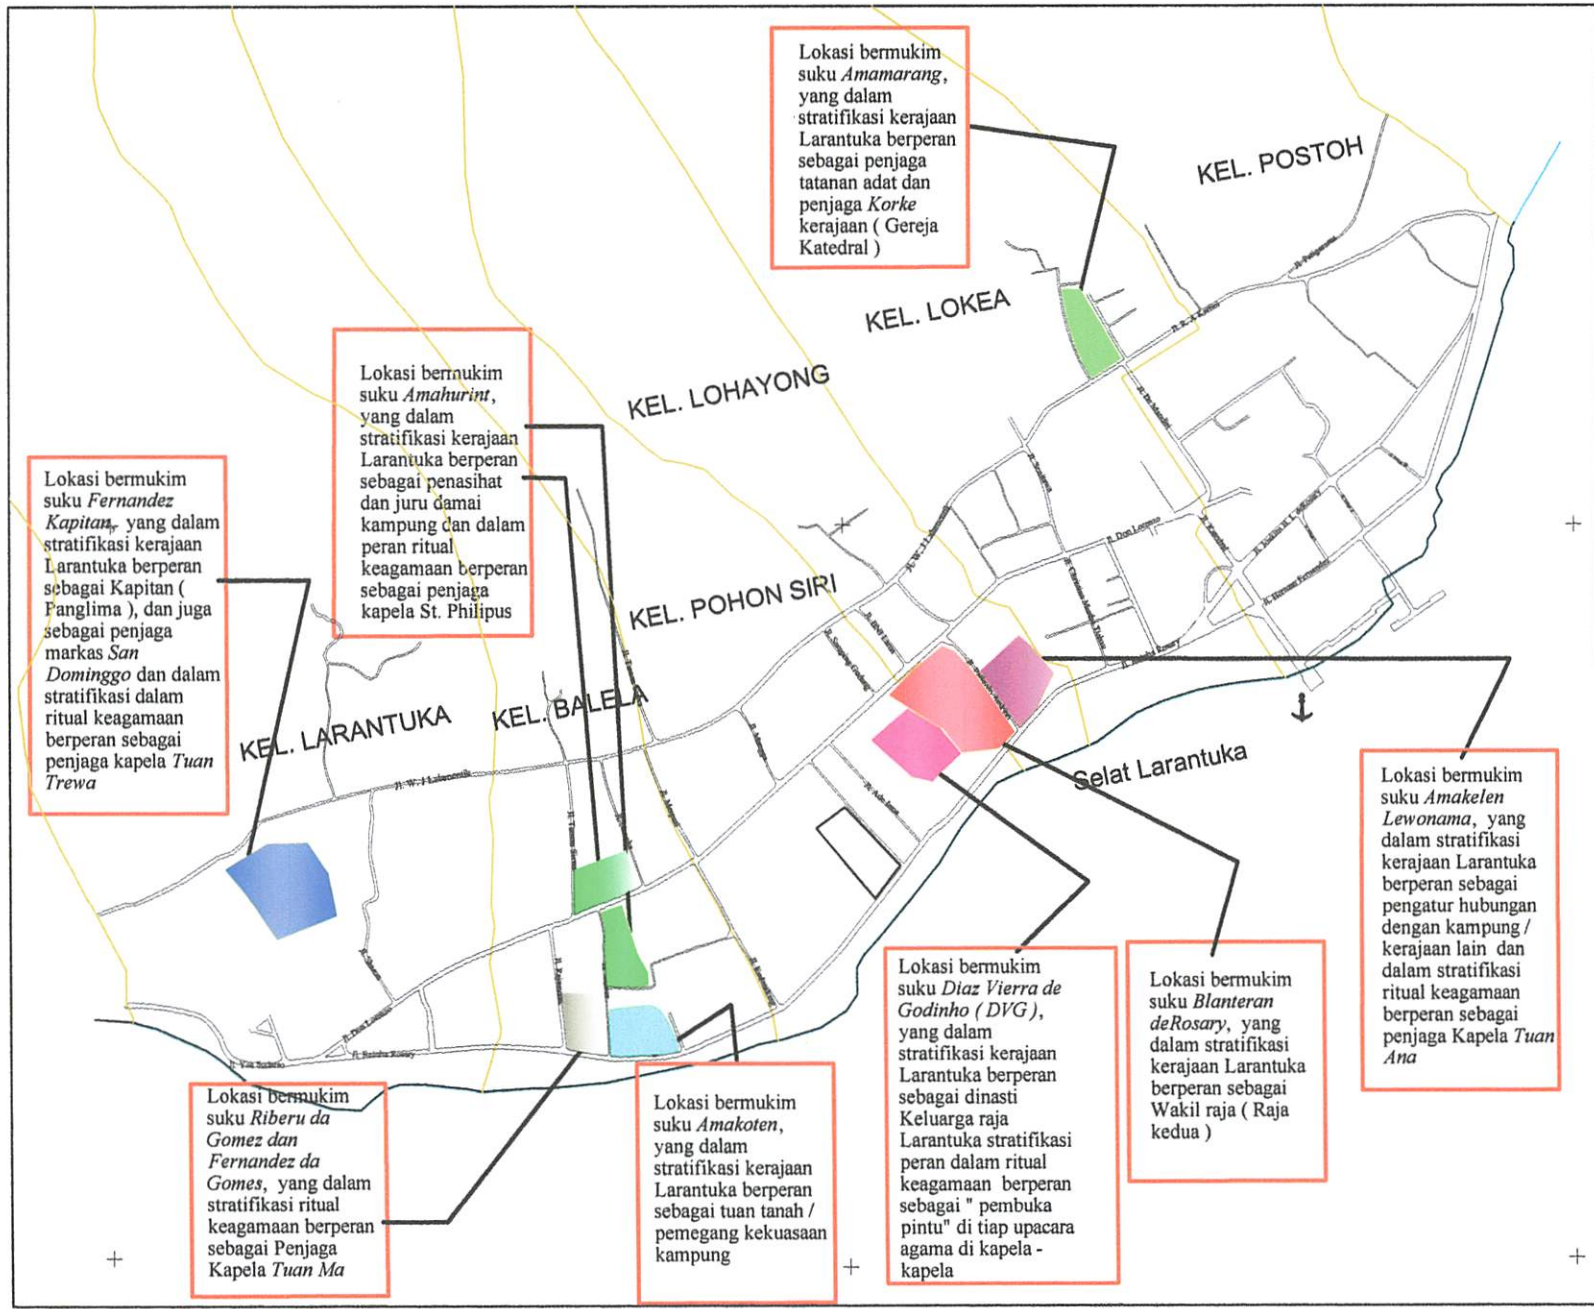 Lokasi bermukim
suku Amamarang,
yang dalam
stratifikasi kerajaan
Larantuka berperan
sebagai penjaga
tatanan adat dan
penjaga Korke
kerajaan ( Gereja
Katedral )
KEL. POSTOH
KEL. LOKEA
KEL. LOHAYONG
KEL. POHON SIRI
KEL. BALELA
KEL. LARANTUKA
Selat Larantuka
Lokasi bermukim
suku Amahurint,
yang dalam
stratifikasi kerajaan
Larantuka berperan
sebagai penasihat
dan juru damai
kampung dan dalam
peran ritual
keagamaan berperan
sebagai penjaga
kapela St. Philipus
Lokasi bermukim
suku Fernandez
Kapitan, yang dalam
stratifikasi kerajaan
Larantuka berperan
sebagai Kapitan (
Panglima ), dan juga
sebagai penjaga
markas San
Dominggo dan dalam
stratifikasi dalam
ritual keagamaan
berperan sebagai
penjaga kapela Tuan
Trewa
Lokasi bermukim
suku Riberu da
Gomez dan
Fernandez da
Gomes, yang dalam
stratifikasi ritual
keagamaan berperan
sebagai Penjaga
Kapela Tuan Ma
Lokasi bermukim
suku Amakoten,
yang dalam
stratifikasi kerajaan
Larantuka berperan
sebagai tuan tanah /
pemegang kekuasaan
kampung
Lokasi bermukim
suku Diaz Vierra de
Godinho ( DVG ),
yang dalam
stratifikasi kerajaan
Larantuka berperan
sebagai dinasti
Keluarga raja
Larantuka stratifikasi
peran dalam ritual
keagamaan berperan
sebagai " pembuka
pintu" di tiap upacara
agama di kapela -
kapela
Lokasi bermukim
suku Blanteran
deRosary, yang
dalam stratifikasi
kerajaan Larantuka
berperan sebagai
Wakil raja ( Raja
kedua )
Lokasi bermukim
suku Amakelen
Lewonama, yang
dalam stratifikasi
kerajaan Larantuka
berperan sebagai
pengatur hubungan
dengan kampung /
kerajaan lain dan
dalam stratifikasi
ritual keagamaan
berperan sebagai
penjaga Kapela Tuan
Ana
Jl. Don Lorenzo
Jl. Don Lorenzo